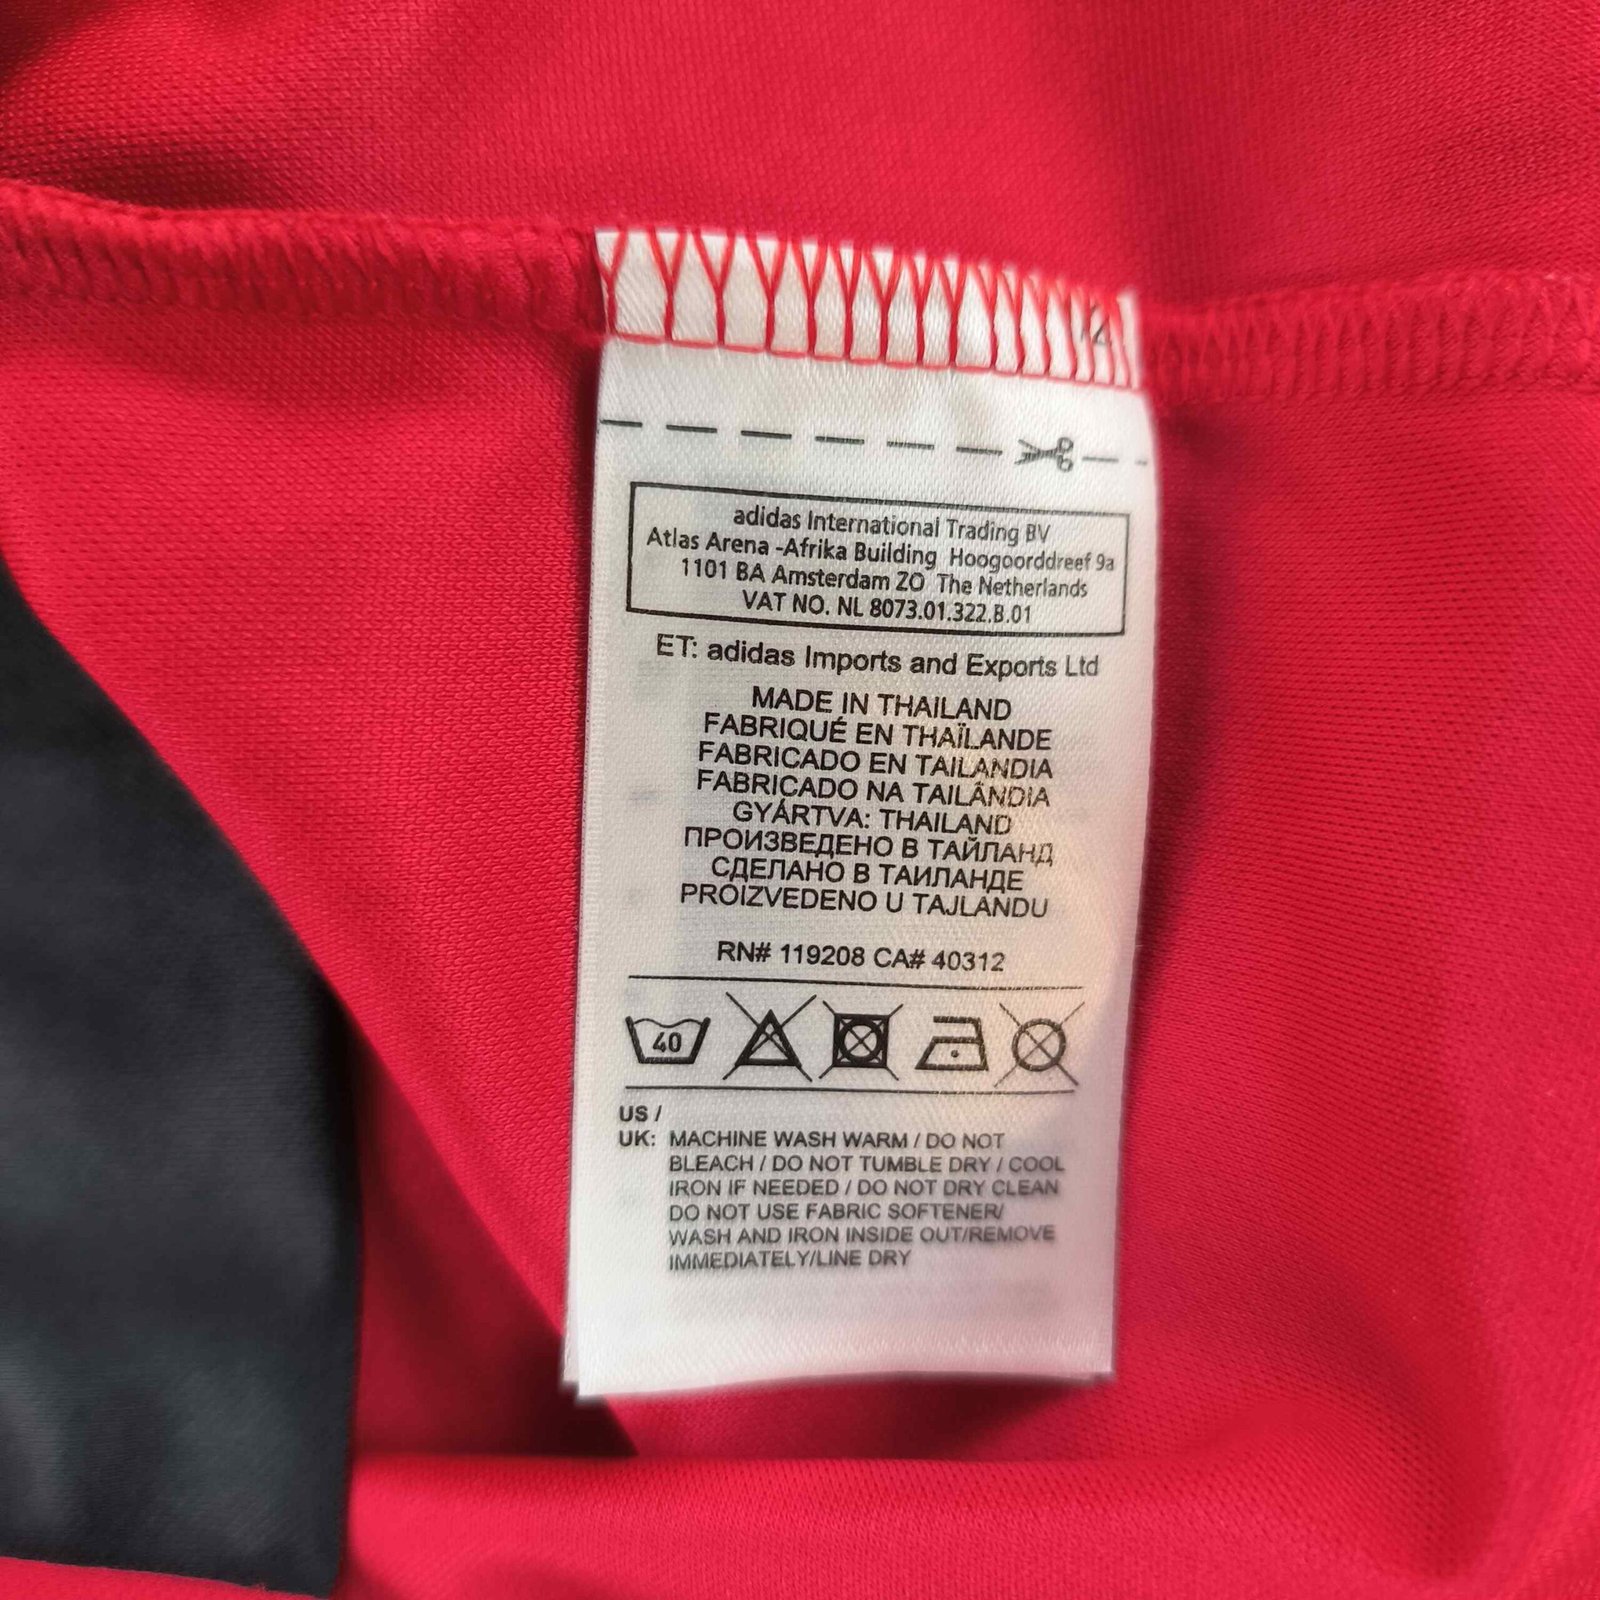 adidas International Trading BV
Atlas Arena -Afrika Building Hoogoorddreef 9a
1101 BA Amsterdam ZO The Netherlands
VAT NO. NL 8073.01.322.B.01
ET: adidas Imports and Exports Ltd
MADE IN THAILAND
FABRIQUÉ EN THAÏLANDE
FABRICADO EN TAILANDIA
FABRICADO NA TAILÂNDIA
GYÁRTVA: THAILAND
ПРОИЗВЕДЕНО В ТАЙЛАНД
СДЕЛАНО В ТАИЛАНДЕ
PROIZVEDENO U TAJLANDU
RN# 119208 CA# 40312
40
US /
UK: MACHINE WASH WARM / DO NOT
BLEACH / DO NOT TUMBLE DRY / COOL
IRON IF NEEDED / DO NOT DRY CLEAN
DO NOT USE FABRIC SOFTENER/
WASH AND IRON INSIDE OUT/REMOVE
IMMEDIATELY/LINE DRY